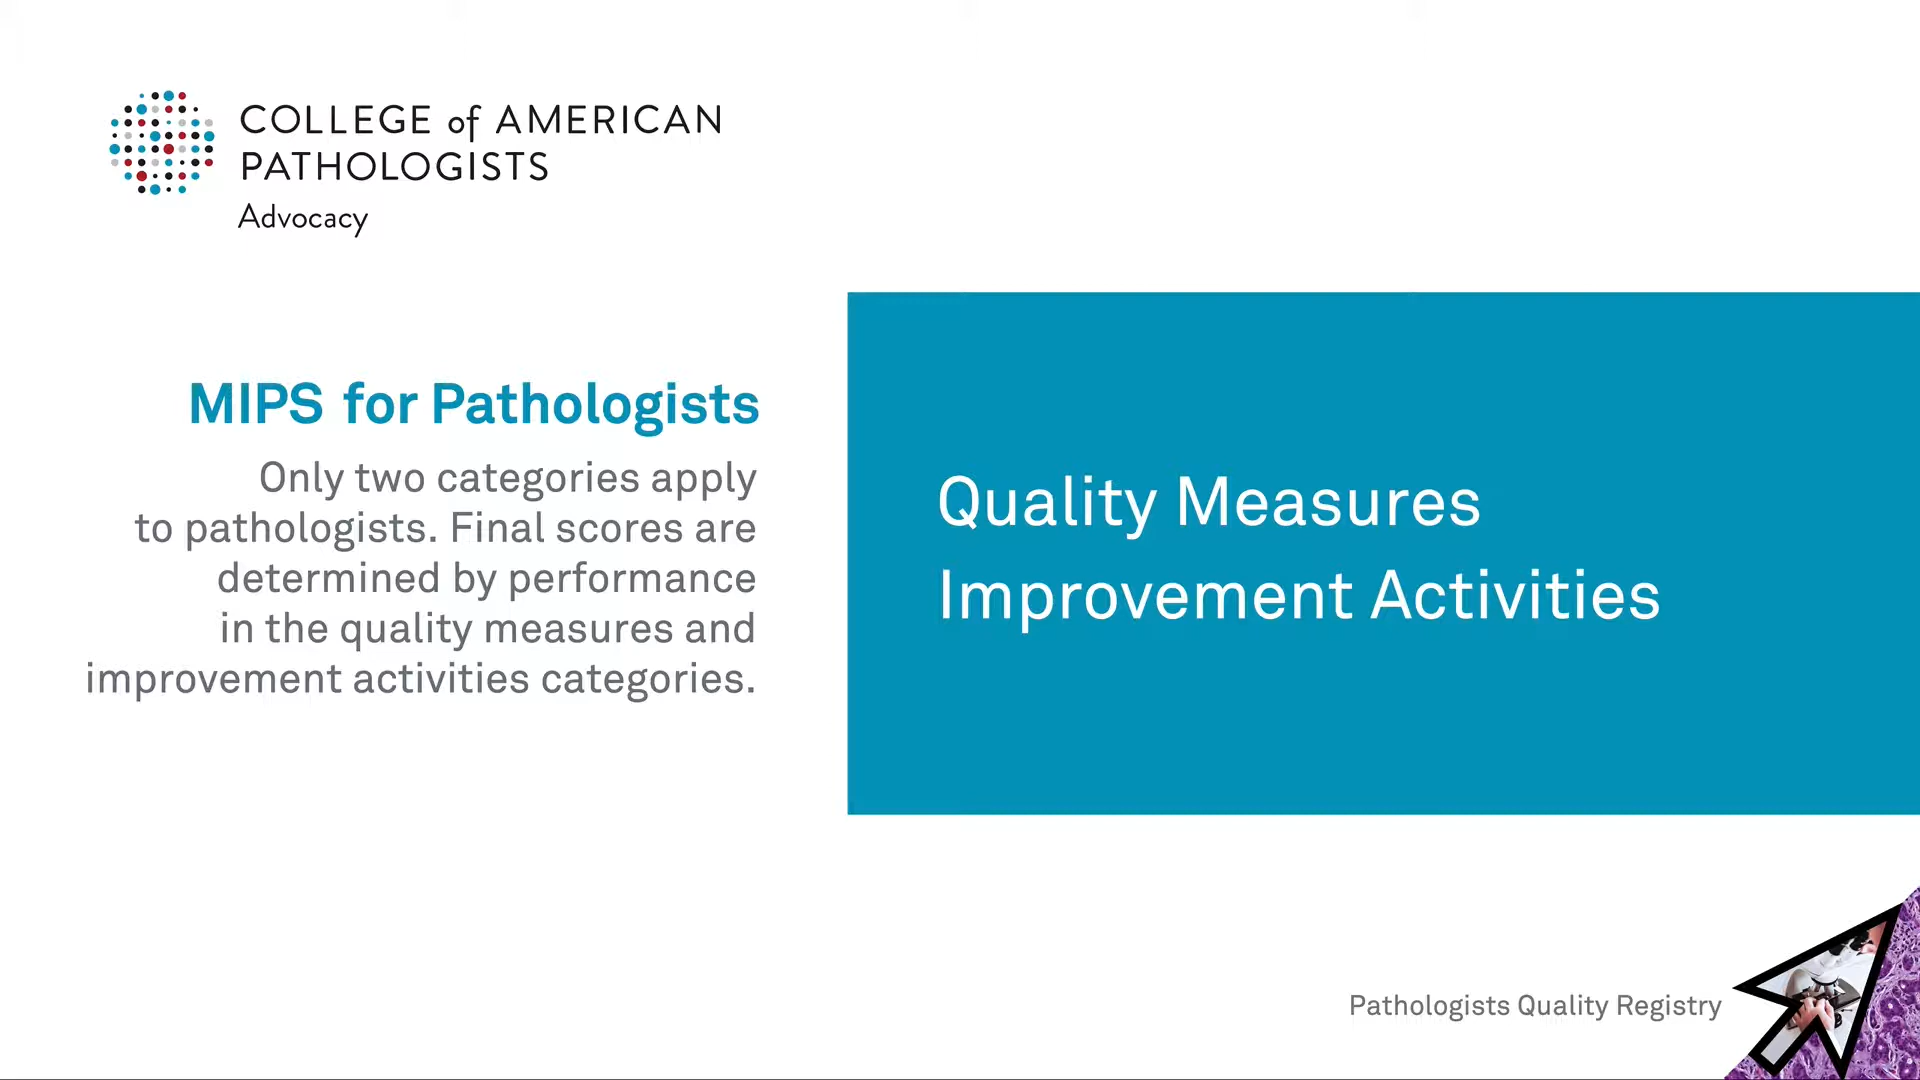 COLLEGE of AMERICAN
PATHOLOGISTS
Advocacy
MIPS for Pathologists
Only two categories apply
to pathologists. Final scores are
determined by performance
in the quality measures and
improvement activities categories.
Quality Measures
Improvement Activities
Pathologists Quality Registry